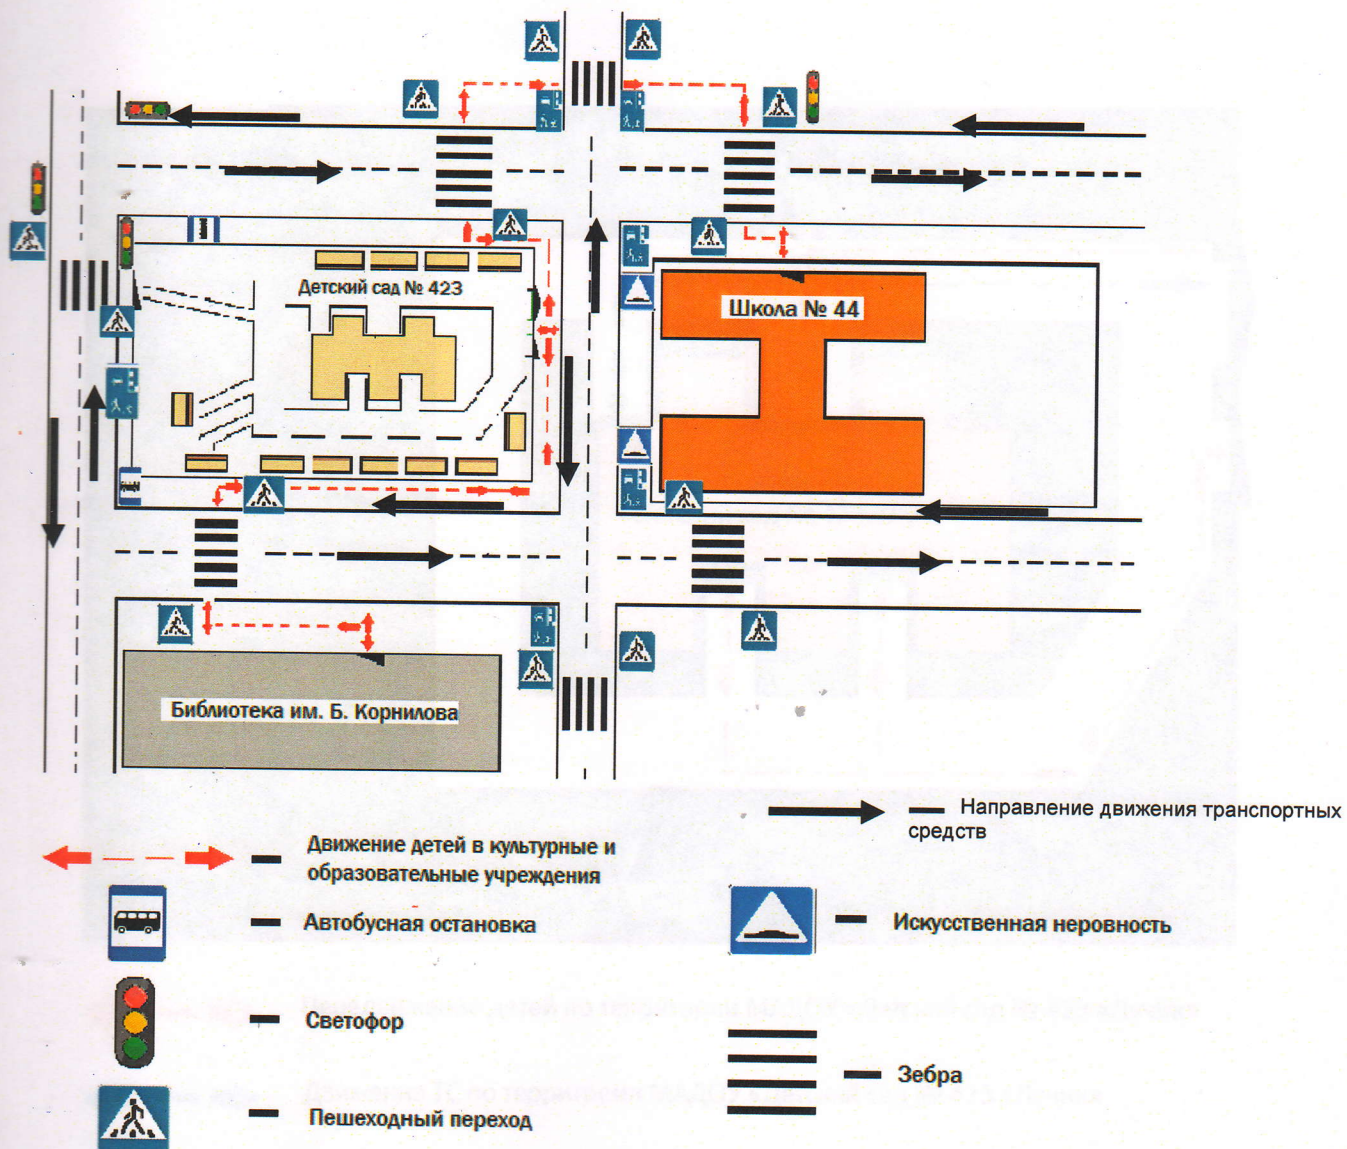 Детский сад № 423
Школа № 44
Библиотека им. Б. Корнилова
Направление движения транспортных
средств
Движение детей в культурные и
образовательные учреждения
Автобусная остановка
Искусственная неровность
Светофор
Зебра
Пешеходный переход